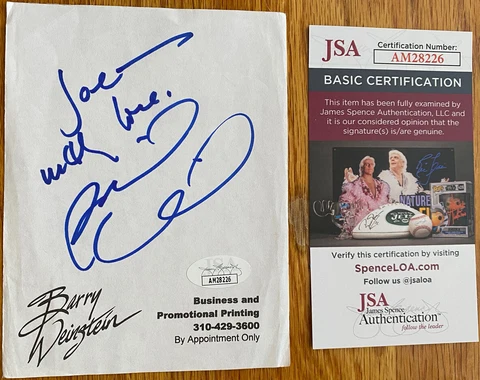 with love.
JSA
AM28226
Barry
Weinstein
Business and
Promotional Printing
310-429-3600
By Appointment Only
JSA
Certification Number:
AM28226
BASIC CERTIFICATION
This item has been fully examined by
James Spence Authentication, LLC and
it is our considered opinion that the
signature(s) is/are genuine.
NATURE
Verify this certification by visiting
SpenceLOA.com
Follow us @jsaloa
JSA
James Spence
Authentication
follow the leader